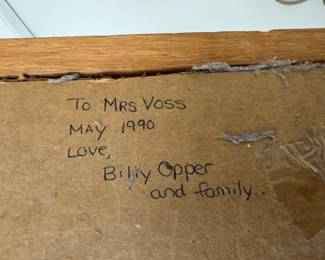 To Mrs Voss
May 1990
Love,
Billy Opper
and family..